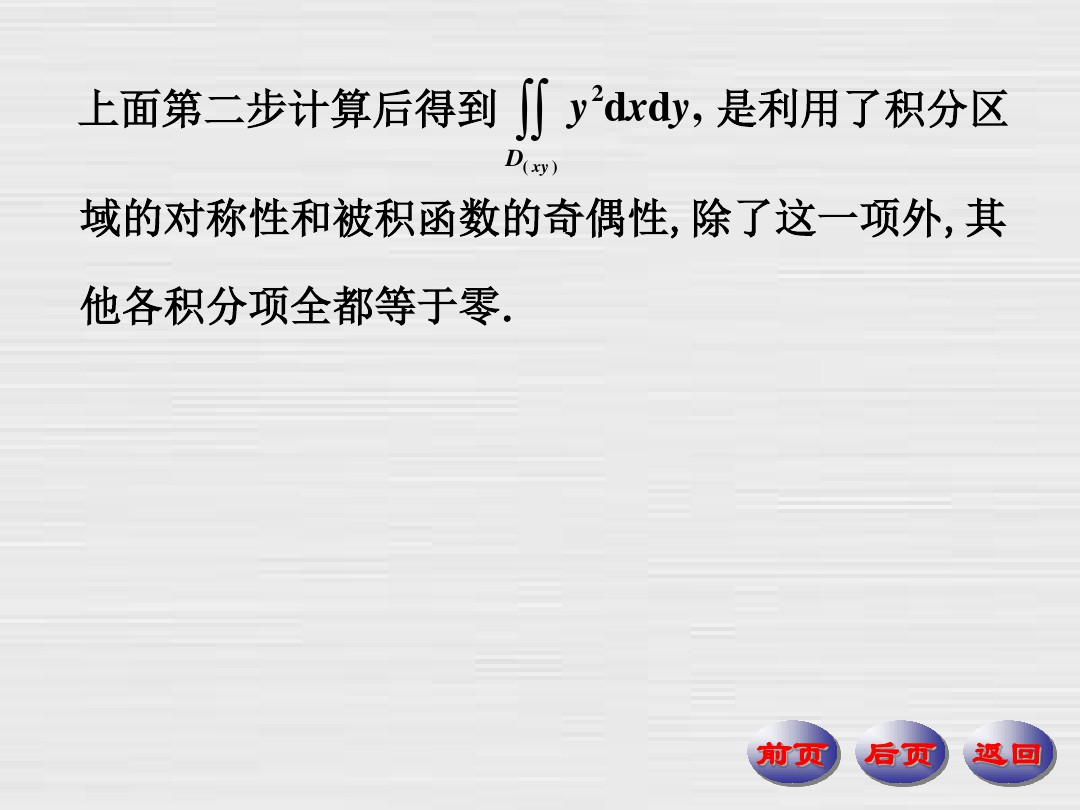 上面第二步计算后得到 ∬_{D_{(xy)}} y²dxdy, 是利用了积分区
域的对称性和被积函数的奇偶性, 除了这一项外, 其
他各积分项全都等于零.
前页 后页 返回